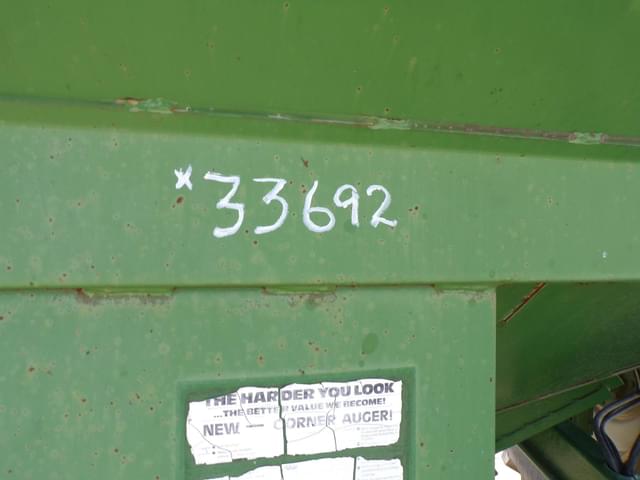 x 33692
THE HARDER YOU LOOK
...THE BETTER VALUE WE BECOME!
NEW — CORNER AUGER!